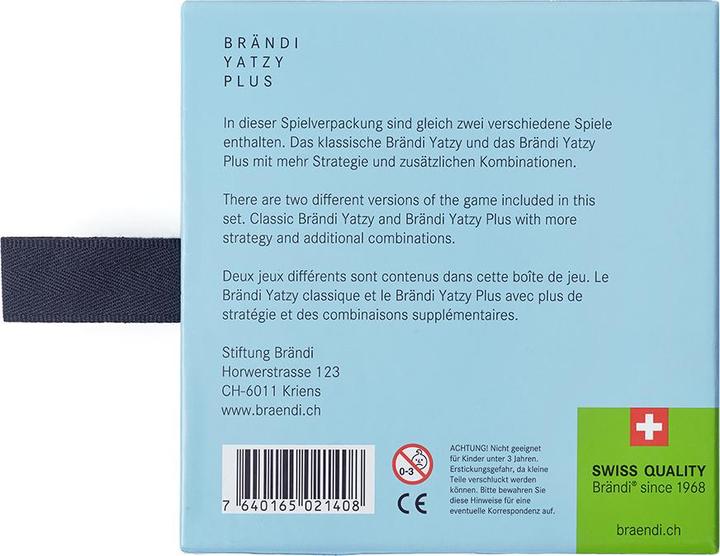 BRÄNDI
YATZY
PLUS
In dieser Spielverpackung sind gleich zwei verschiedene Spiele
enthalten. Das klassische Brändi Yatzy und das Brändi Yatzy
Plus mit mehr Strategie und zusätzlichen Kombinationen.
There are two different versions of the game included in this
set. Classic Brändi Yatzy and Brändi Yatzy Plus with more
strategy and additional combinations.
Deux jeux différents sont contenus dans cette boîte de jeu. Le
Brändi Yatzy classique et le Brändi Yatzy Plus avec plus de
stratégie et des combinaisons supplémentaires.
Stiftung Brändi
Horwerstrasse 123
CH-6011 Kriens
www.braendi.ch
7 640165 021408
0-3
CE
ACHTUNG! Nicht geeignet
für Kinder unter 3 Jahren.
Erstickungsgefahr, da kleine
Teile verschluckt werden
können. Bitte bewahren Sie
diese Hinweise für eine
eventuelle Korrespondenz auf.
SWISS QUALITY
Brändi® since 1968
braendi.ch